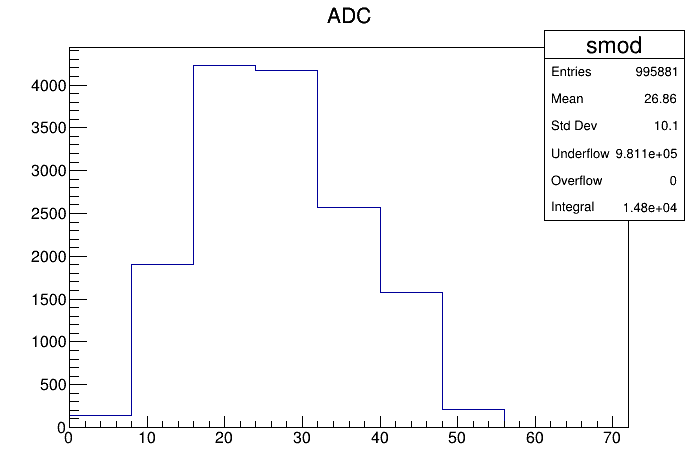 ADC
smod
Entries 995881
Mean 26.86
Std Dev 10.1
Underflow 9.811e+05
Overflow 0
Integral 1.48e+04
4000
3500
3000
2500
2000
1500
1000
500
0
0 10 20 30 40 50 60 70